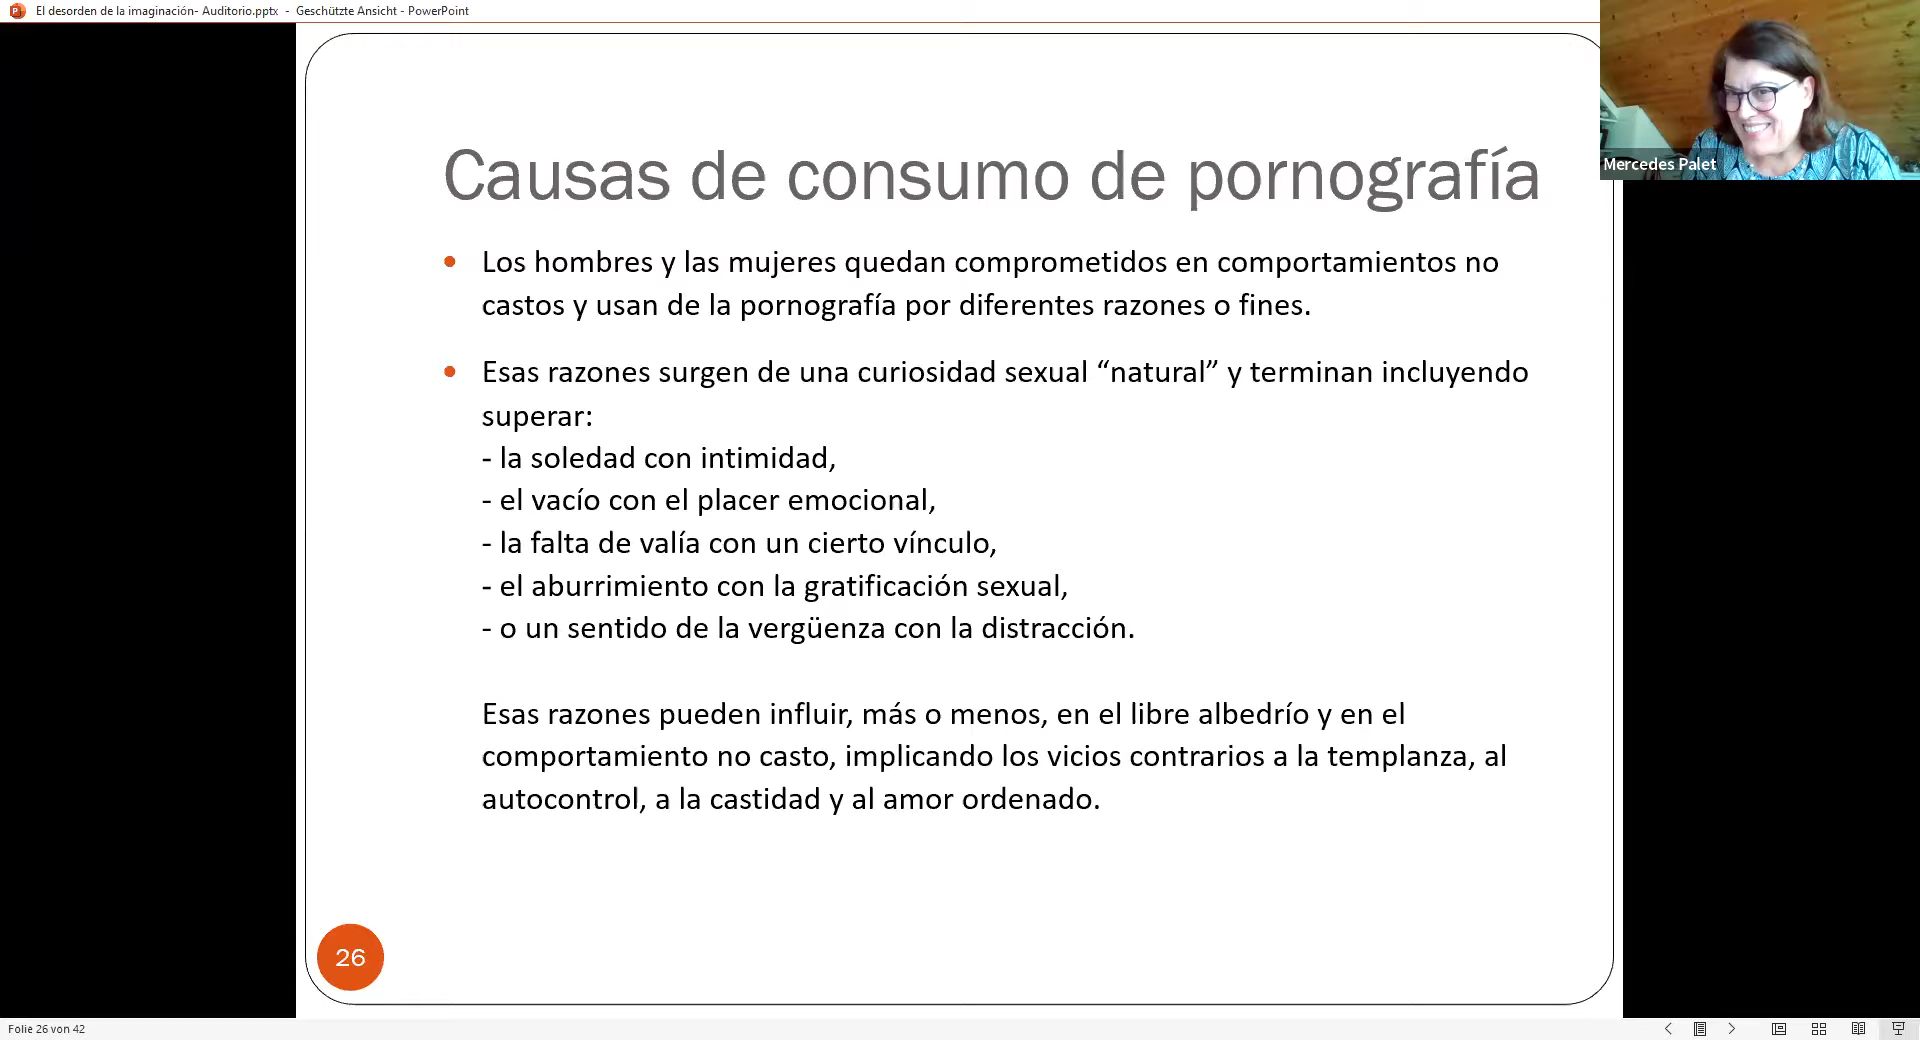 El desorden de la imaginación- Auditorio.pptx - Geschützte Ansicht - PowerPoint
Mercedes Palet
Causas de consumo de pornografía
• Los hombres y las mujeres quedan comprometidos en comportamientos no
castos y usan de la pornografía por diferentes razones o fines.
• Esas razones surgen de una curiosidad sexual “natural” y terminan incluyendo
superar:
- la soledad con intimidad,
- el vacío con el placer emocional,
- la falta de valía con un cierto vínculo,
- el aburrimiento con la gratificación sexual,
- o un sentido de la vergüenza con la distracción.
Esas razones pueden influir, más o menos, en el libre albedrío y en el
comportamiento no casto, implicando los vicios contrarios a la templanza, al
autocontrol, a la castidad y al amor ordenado.
26
Folie 26 von 42